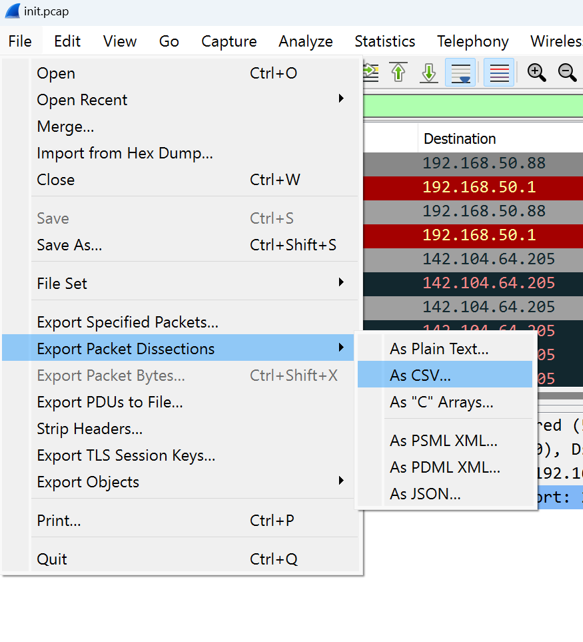 init.pcap
File Edit View Go Capture Analyze Statistics Telephony Wireles
Open Ctrl+O
Open Recent
Merge...
Import from Hex Dump...
Close Ctrl+W
Save Ctrl+S
Save As... Ctrl+Shift+S
File Set
Export Specified Packets...
Export Packet Dissections
Export Packet Bytes... Ctrl+Shift+X
Export PDUs to File...
Strip Headers...
Export TLS Session Keys...
Export Objects
Print... Ctrl+P
Quit Ctrl+Q
As Plain Text...
As CSV...
As "C" Arrays...
As PSML XML...
As PDML XML...
As JSON...
Destination
192.168.50.88
192.168.50.1
192.168.50.88
192.168.50.1
142.104.64.205
142.104.64.205
142.104.64.205
142.104.64.205
05
05
red (
0), D
192.1
ort: